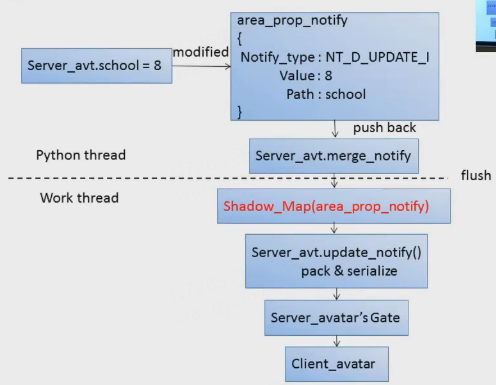 area_prop_notify
{
Notify_type : NT_D_UPDATE_I
Value : 8
Path : school
}
Server_avt.school = 8
modified
push back
Server_avt.merge_notify
Python thread
flush
Work thread
Shadow_Map(area_prop_notify)
Server_avt.update_notify()
pack & serialize
Server_avatar's Gate
Client_avatar